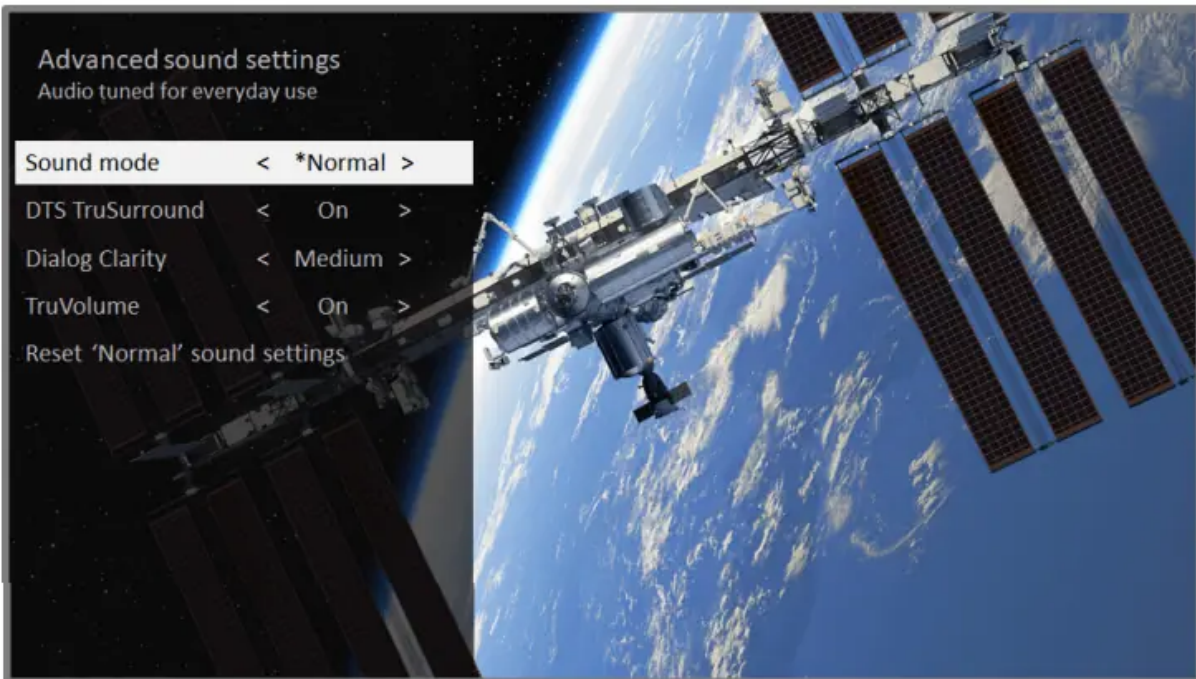 Advanced sound settings
Audio tuned for everyday use
Sound mode < *Normal >
DTS TruSurround < On >
Dialog Clarity < Medium >
TruVolume < On >
Reset ‘Normal’ sound settings